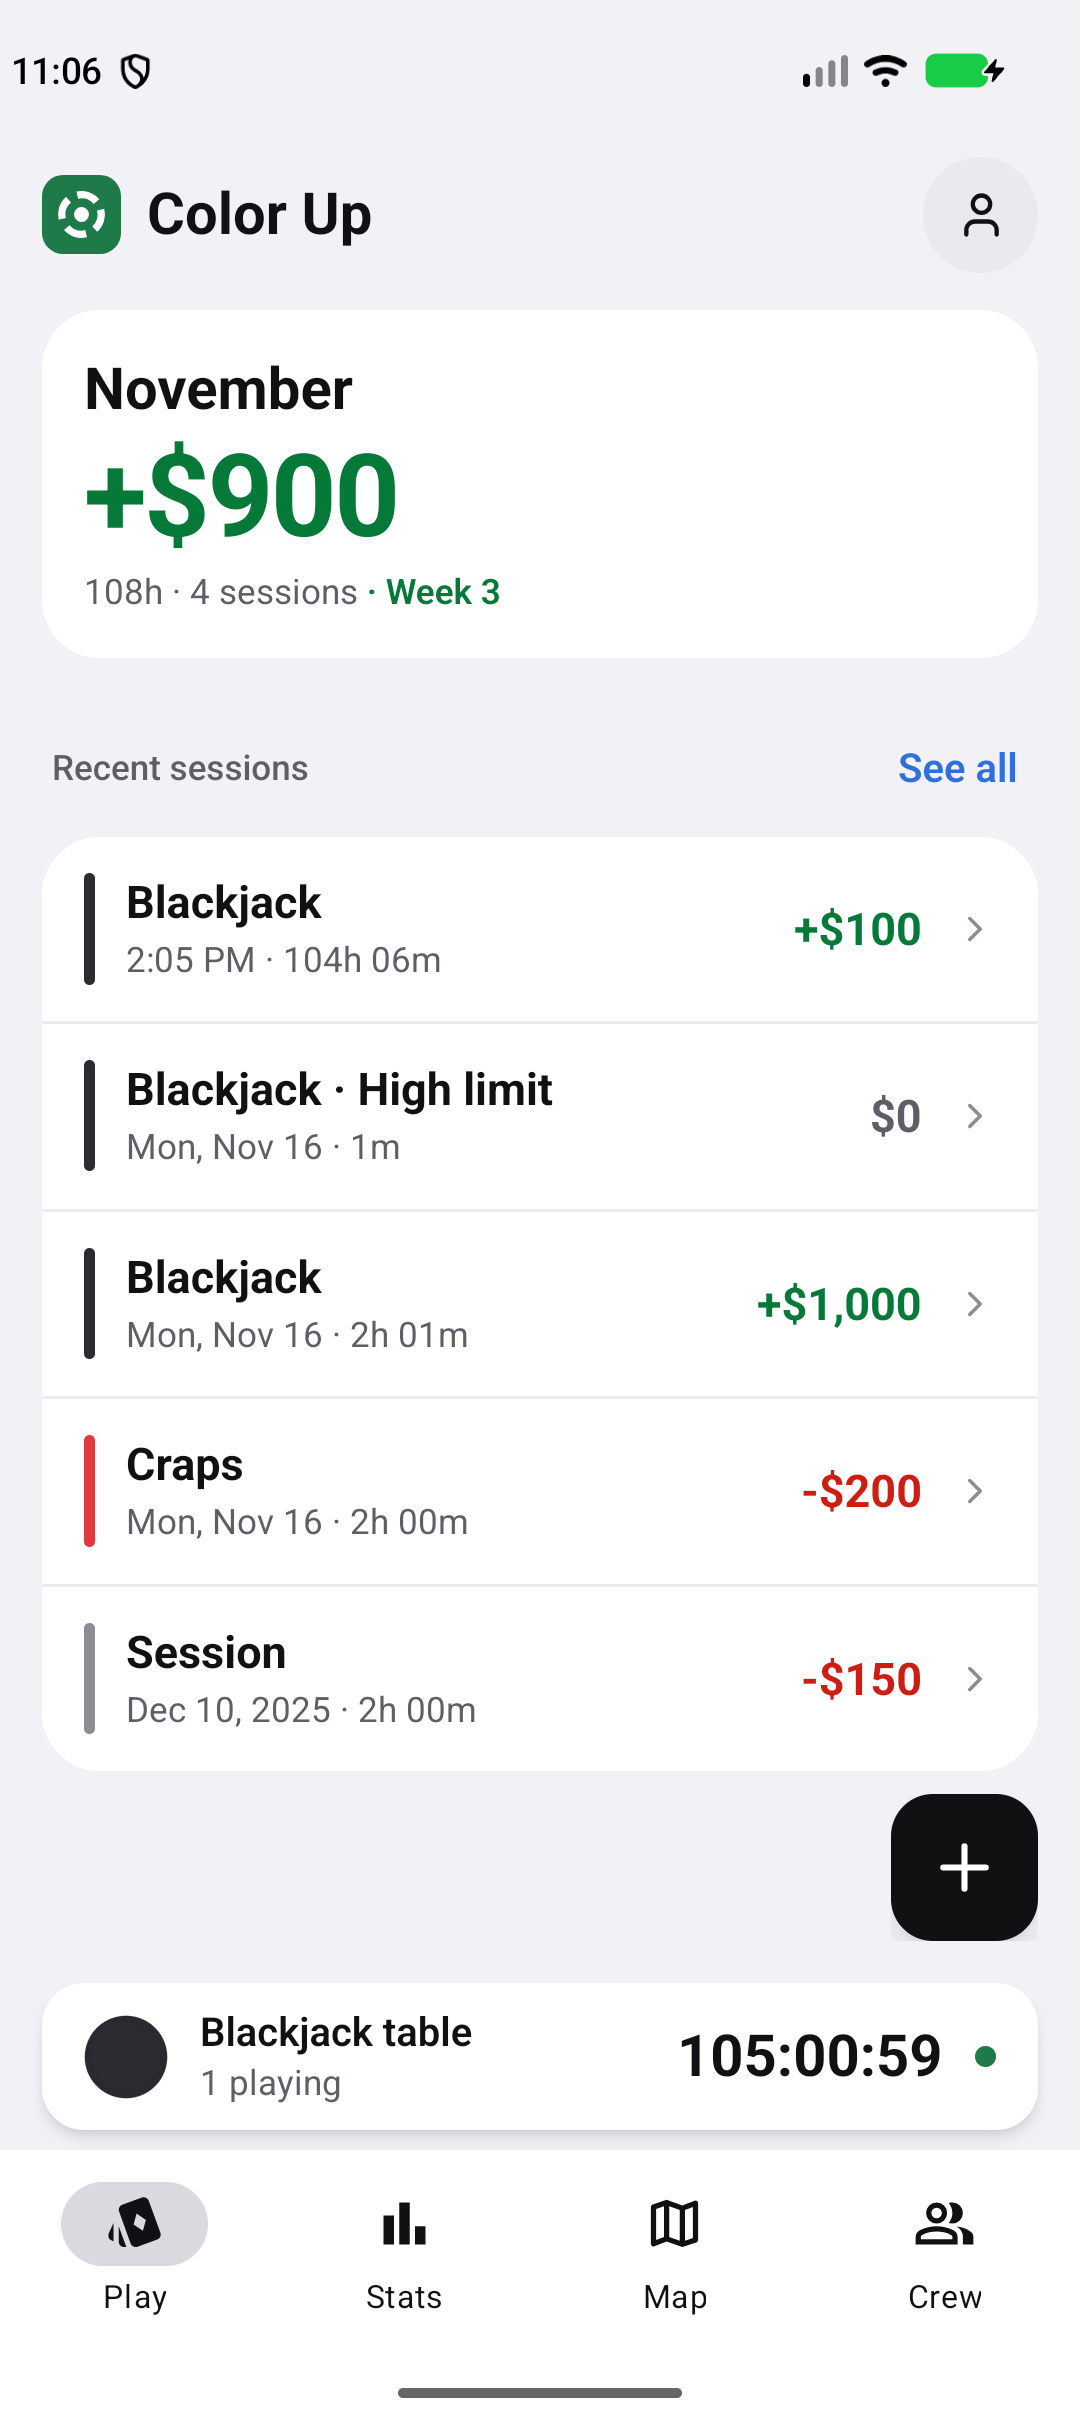 11:06
Color Up
November
+$900
108h · 4 sessions · Week 3
Recent sessions
See all
Blackjack
2:05 PM · 104h 06m
+$100
Blackjack · High limit
Mon, Nov 16 · 1m
$0
Blackjack
Mon, Nov 16 · 2h 01m
+$1,000
Craps
Mon, Nov 16 · 2h 00m
-$200
Session
Dec 10, 2025 · 2h 00m
-$150
Blackjack table
1 playing
105:00:59
Play
Stats
Map
Crew